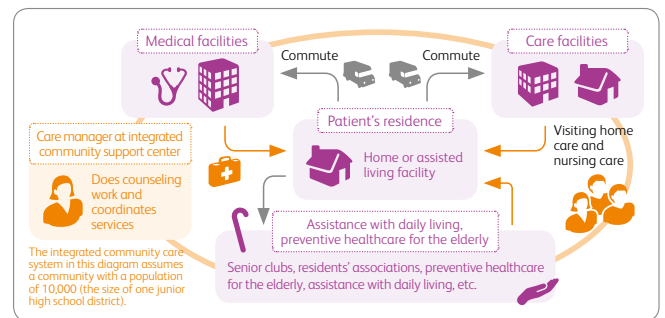 Medical facilities
Commute
Commute
Care facilities
Patient's residence
Home or assisted
living facility
Visiting home
care and
nursing care
Care manager at integrated
community support center
Does counseling
work and
coordinates
services
Assistance with daily living,
preventive healthcare for the elderly
Senior clubs, residents' associations, preventive healthcare
for the elderly, assistance with daily living, etc.
The integrated community care
system in this diagram assumes
a community with a population
of 10,000 (the size of one junior
high school district).